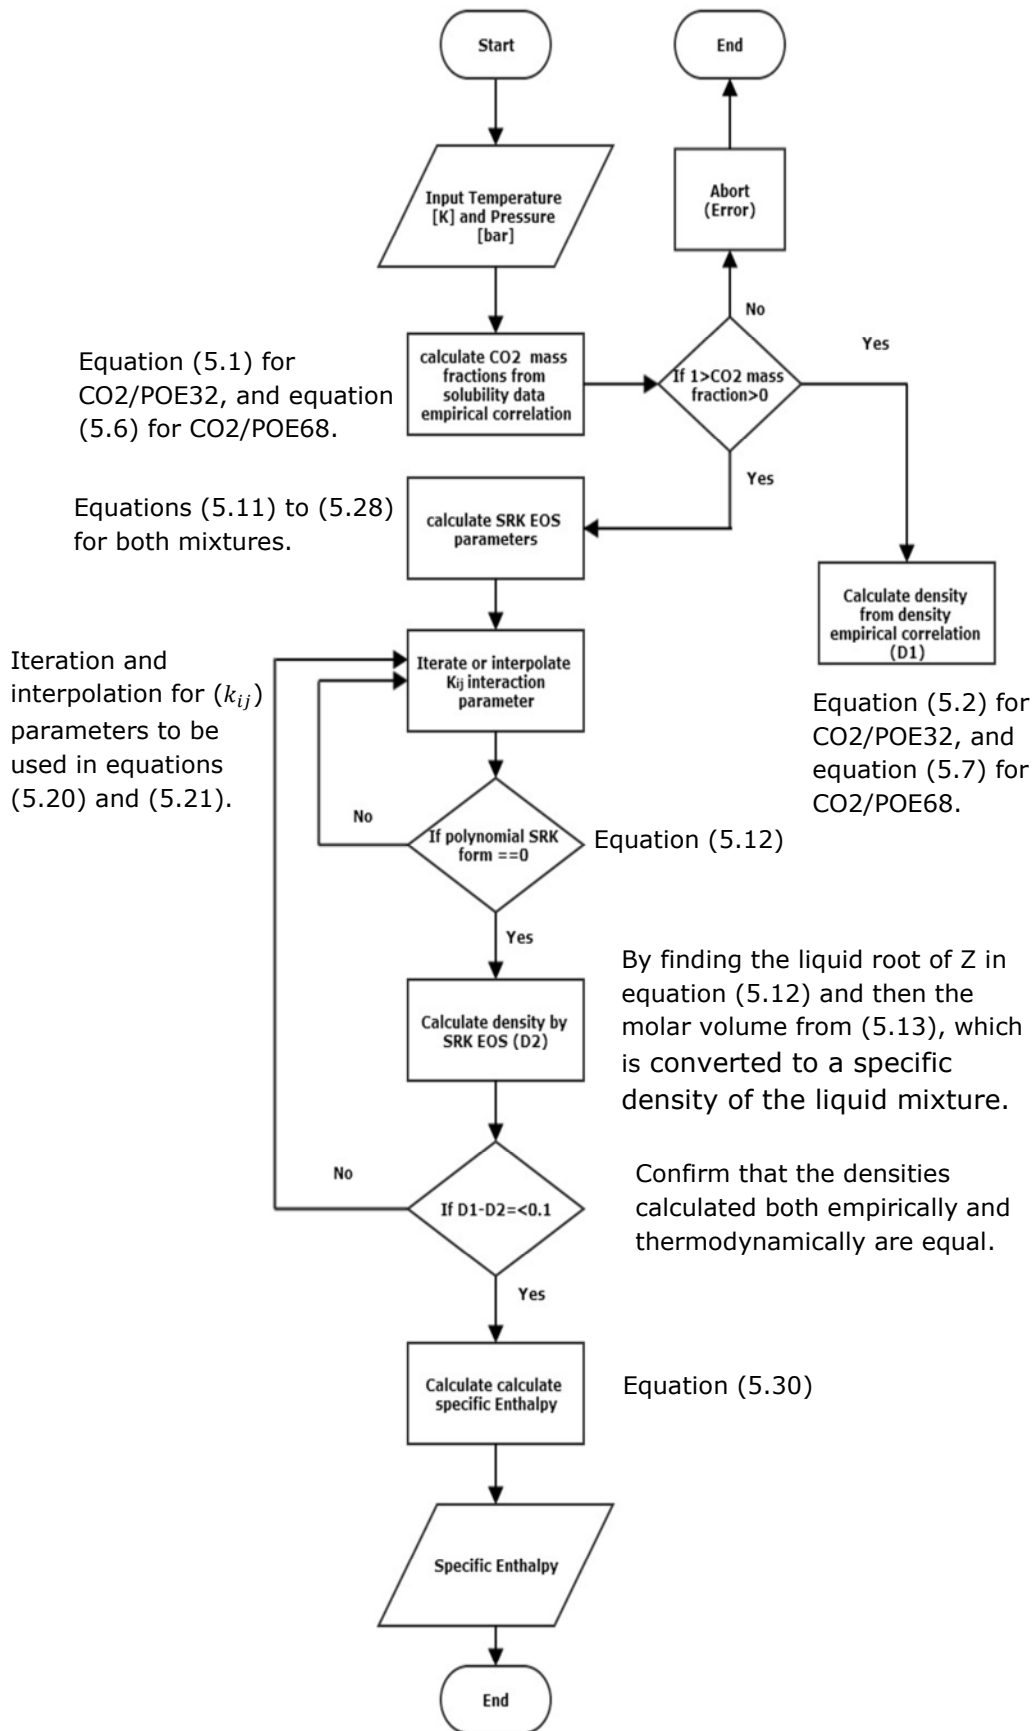 Start
End
Input Temperature
[K] and Pressure
[bar]
Abort
(Error)
No
Yes
Equation (5.1) for
CO2/POE32, and equation
(5.6) for CO2/POE68.
calculate CO2 mass
fractions from
solubility data
empirical correlation
If 1>CO2 mass
fraction>0
Yes
Equations (5.11) to (5.28)
for both mixtures.
calculate SRK EOS
parameters
Calculate density
from density
empirical correlation
(D1)
Iteration and
interpolation for (k_{ij})
parameters to be
used in equations
(5.20) and (5.21).
Iterate or interpolate
Kij interaction
parameter
Equation (5.2) for
CO2/POE32, and
equation (5.7) for
CO2/POE68.
No
If polynomial SRK
form ==0
Equation (5.12)
Yes
Calculate density by
SRK EOS (D2)
By finding the liquid root of Z in
equation (5.12) and then the
molar volume from (5.13), which
is converted to a specific
density of the liquid mixture.
No
If D1-D2=<0.1
Confirm that the densities
calculated both empirically and
thermodynamically are equal.
Yes
Calculate calculate
specific Enthalpy
Equation (5.30)
Specific Enthalpy
End